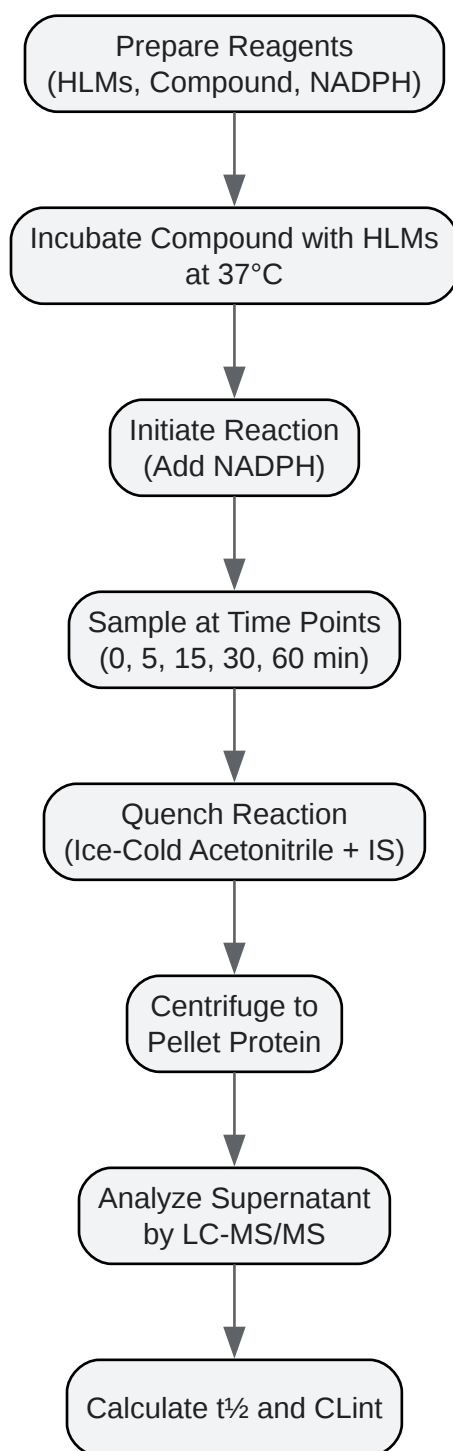 Prepare Reagents
(HLMs, Compound, NADPH)
Incubate Compound with HLMs
at 37°C
Initiate Reaction
(Add NADPH)
Sample at Time Points
(0, 5, 15, 30, 60 min)
Quench Reaction
(Ice-Cold Acetonitrile + IS)
Centrifuge to
Pellet Protein
Analyze Supernatant
by LC-MS/MS
Calculate t½ and CLint